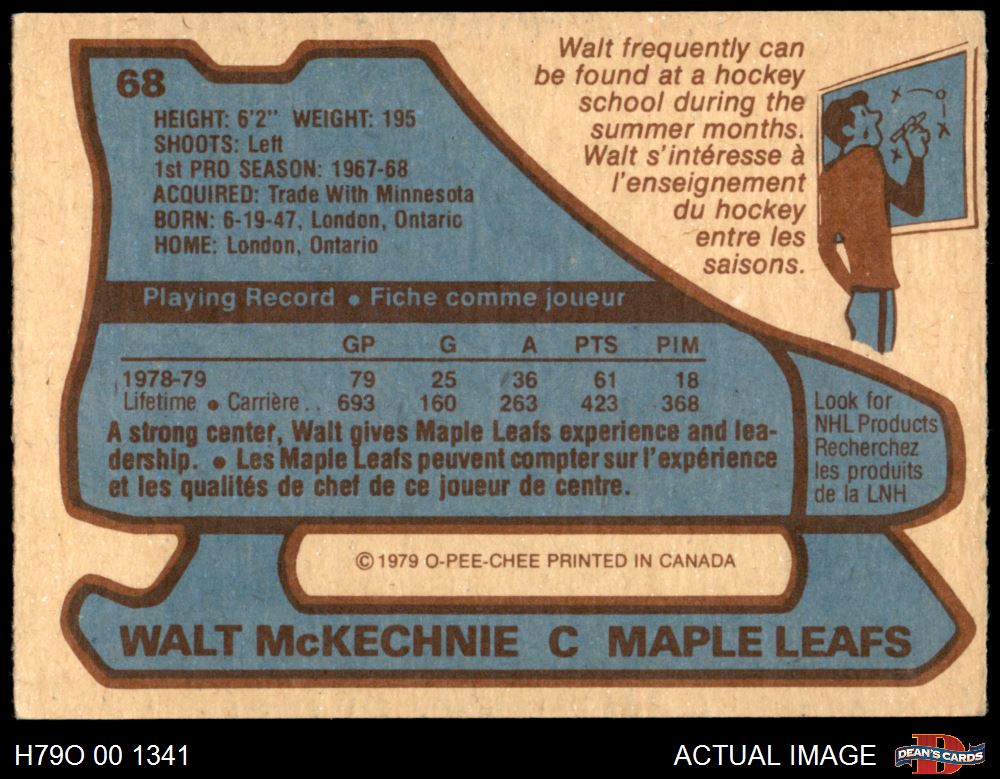 68
HEIGHT: 6'2" WEIGHT: 195
SHOOTS: Left
1st PRO SEASON: 1967-68
ACQUIRED: Trade With Minnesota
BORN: 6-19-47, London, Ontario
HOME: London, Ontario
Walt frequently can
be found at a hockey
school during the
summer months.
Walt s'intéresse à
l'enseignement
du hockey
entre les
saisons.
Playing Record • Fiche comme joueur
GP G A PTS PIM
1978-79 79 25 36 61 18
Lifetime • Carrière .. 693 160 263 423 368
A strong center, Walt gives Maple Leafs experience and lea-
dership. • Les Maple Leafs peuvent compter sur l'expérience
et les qualités de chef de ce joueur de centre.
Look for
NHL Products
Recherchez
les produits
de la LNH
© 1979 O-PEE-CHEE PRINTED IN CANADA
WALT McKECHNIE C MAPLE LEAFS
H79O 00 1341
ACTUAL IMAGE
DEAN'S CARDS